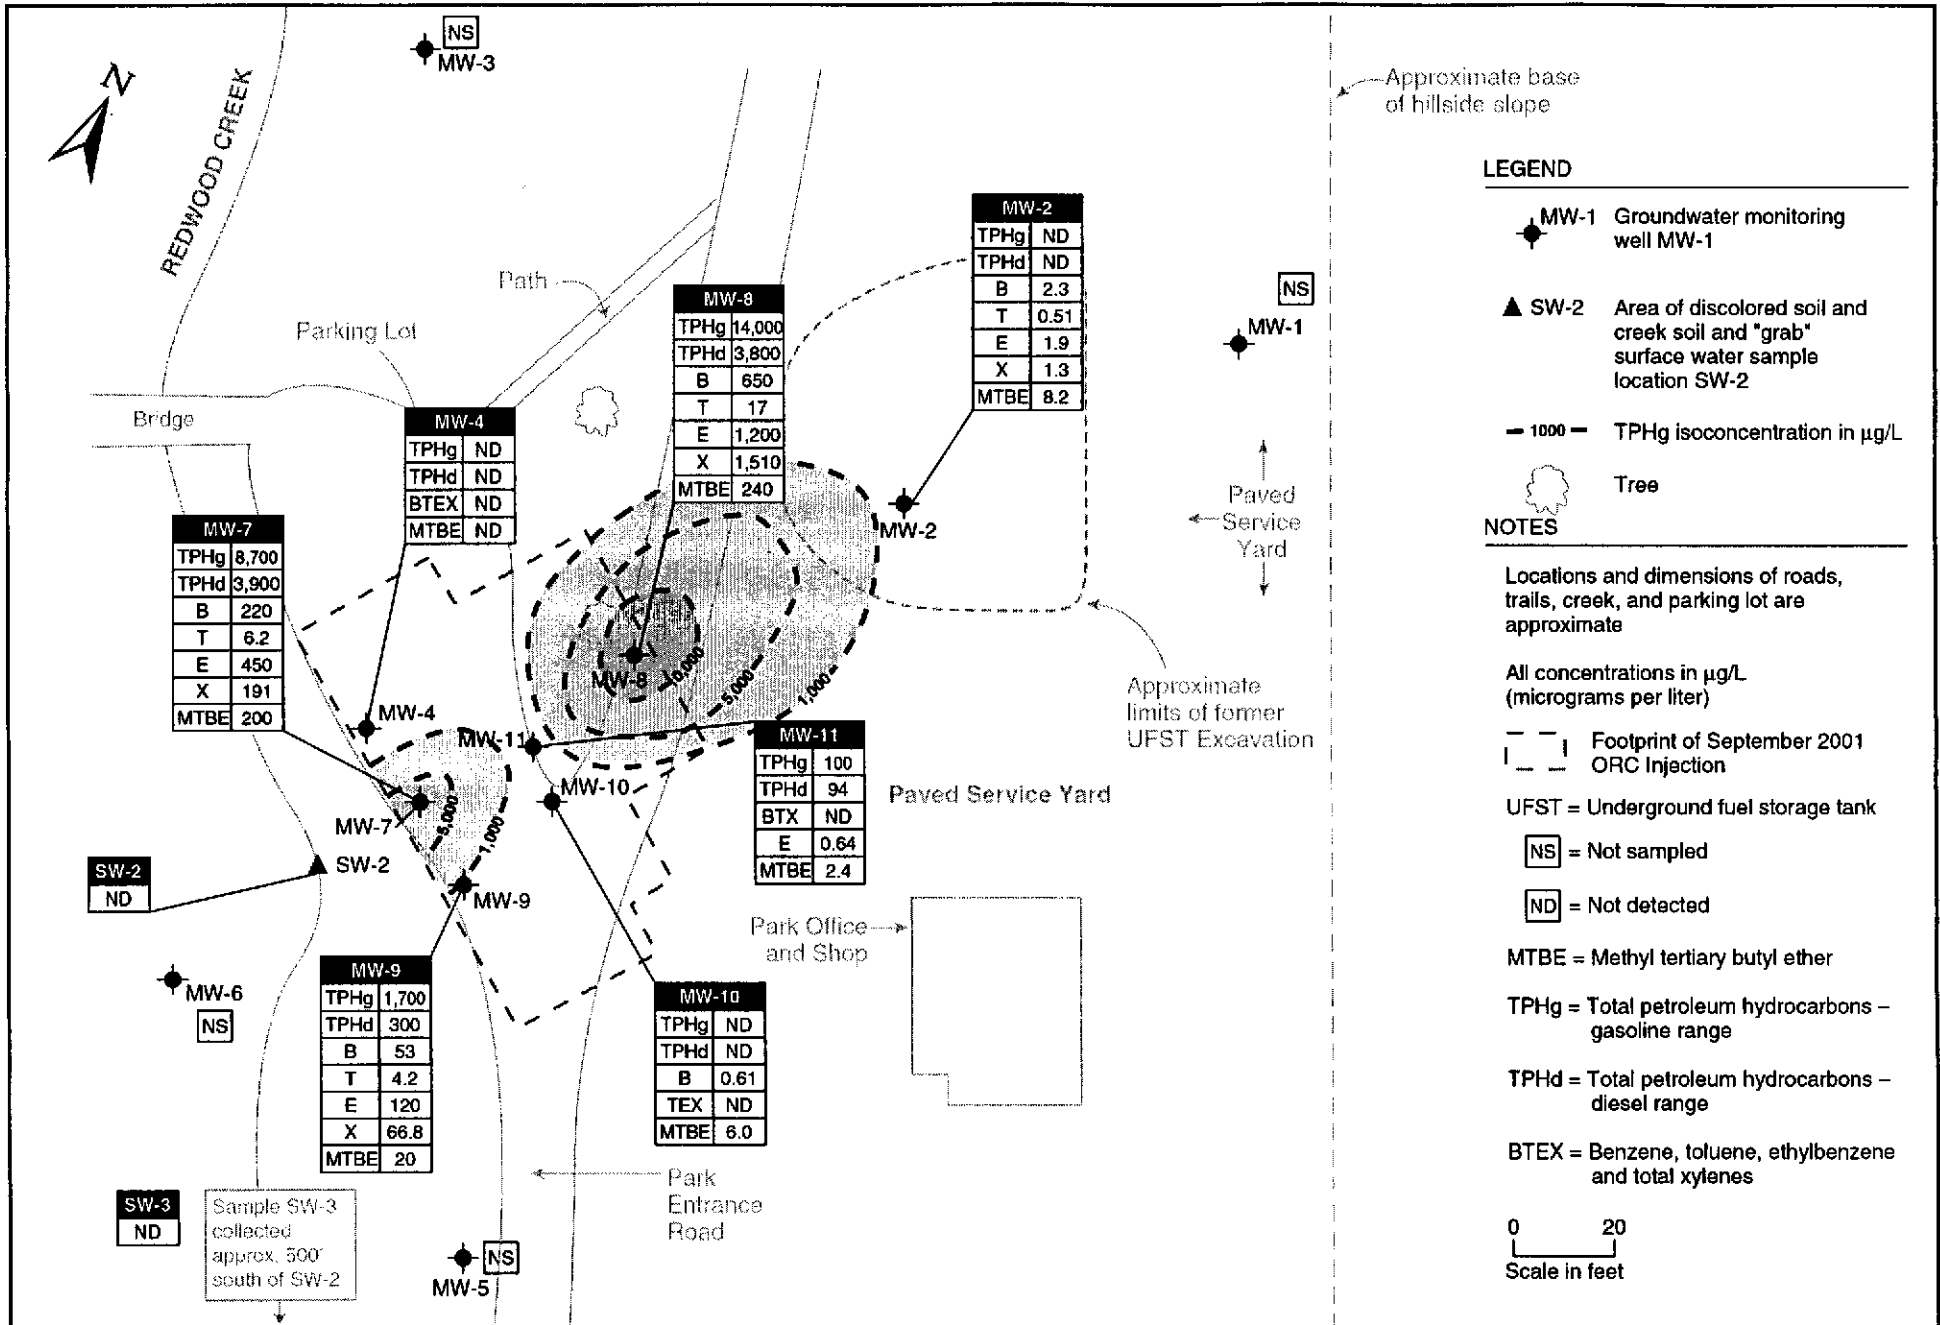 N
REDWOOD CREEK
NS
MW-3
Approximate base
of hillside slope
Path
Parking Lot
Bridge
MW-2
TPHg ND
TPHd ND
B 2.3
T 0.51
E 1.9
X 1.3
MTBE 8.2
NS
MW-1
MW-8
TPHg 14,000
TPHd 3,800
B 650
T 17
E 1,200
X 1,510
MTBE 240
MW-4
TPHg ND
TPHd ND
BTEX ND
MTBE ND
MW-7
TPHg 8,700
TPHd 3,900
B 220
T 6.2
E 450
X 191
MTBE 200
MW-2
Paved
Service
Yard
MW-8
5,000
1,000
Approximate
limits of former
UFST Excavation
MW-4
MW-11
MW-10
MW-7
5,000
1,000
MW-11
TPHg 100
TPHd 94
BTX ND
E 0.64
MTBE 2.4
Paved Service Yard
SW-2
SW-2
ND
MW-9
Park Office
and Shop
MW-6
NS
MW-9
TPHg 1,700
TPHd 300
B 53
T 4.2
E 120
X 66.8
MTBE 20
MW-10
TPHg ND
TPHd ND
B 0.61
TEX ND
MTBE 6.0
Park
Entrance
Road
SW-3
ND
Sample SW-3
collected
approx. 500'
south of SW-2
NS
MW-5
LEGEND
MW-1 Groundwater monitoring
well MW-1
SW-2 Area of discolored soil and
creek soil and "grab"
surface water sample
location SW-2
1000 TPHg isoconcentration in µg/L
Tree
NOTES
Locations and dimensions of roads,
trails, creek, and parking lot are
approximate
All concentrations in µg/L
(micrograms per liter)
Footprint of September 2001
ORC Injection
UFST = Underground fuel storage tank
NS = Not sampled
ND = Not detected
MTBE = Methyl tertiary butyl ether
TPHg = Total petroleum hydrocarbons –
gasoline range
TPHd = Total petroleum hydrocarbons –
diesel range
BTEX = Benzene, toluene, ethylbenzene
and total xylenes
0 20
Scale in feet